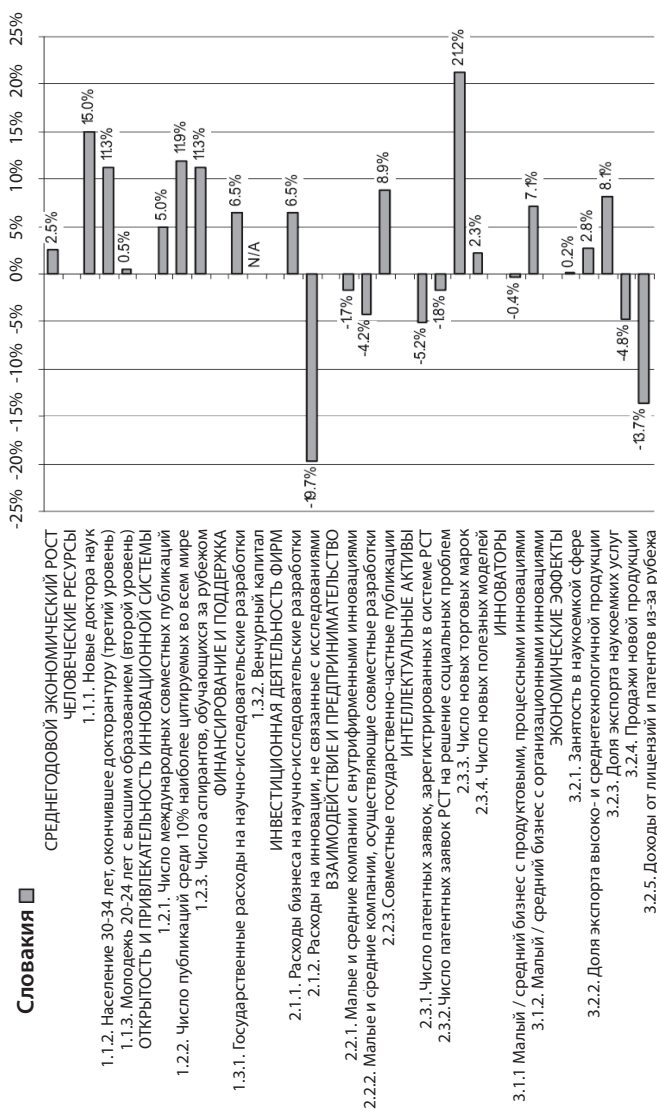 Словакия
-25% -20% -15% -10% -5% 0% 5% 10% 15% 20% 25%
СРЕДНЕГОДОВОЙ ЭКОНОМИЧЕСКИЙ РОСТ
2.5%
ЧЕЛОВЕЧЕСКИЕ РЕСУРСЫ
1.1.1. Новые доктора наук
15.0%
1.1.2. Население 30-34 лет, окончившее докторантуру (третий уровень)
11.3%
1.1.3. Молодежь 20-24 лет с высшим образованием (второй уровень)
0.5%
ОТКРЫТОСТЬ И ПРИВЛЕКАТЕЛЬНОСТЬ ИННОВАЦИОННОЙ СИСТЕМЫ
1.2.1. Число международных совместных публикаций
5.0%
1.2.2. Число публикаций среди 10% наиболее цитируемых во всем мире
11.9%
1.2.3. Число аспирантов, обучающихся за рубежом
11.3%
ФИНАНСИРОВАНИЕ И ПОДДЕРЖКА
1.3.1. Государственные расходы на научно-исследовательские разработки
6.5%
1.3.2. Венчурный капитал
N/A
ИНВЕСТИЦИОННАЯ ДЕЯТЕЛЬНОСТЬ ФИРМ
2.1.1. Расходы бизнеса на научно-исследовательские разработки
6.5%
2.1.2. Расходы на инновации, не связанные с исследованиями
-19.7%
ВЗАИМОДЕЙСТВИЕ И ПРЕДПРИНИМАТЕЛЬСТВО
2.2.1. Малые и средние компании с внутрифирменными инновации
-1.7%
2.2.2. Малые и средние компании, осуществляющие совместные разработки
-4.2%
2.2.3.Совместные государственно-частные публикации
8.9%
ИНТЕЛЛЕКТУАЛЬНЫЕ АКТИВЫ
2.3.1.Число патентных заявок, зарегистрированных в системе PCT
-5.2%
2.3.2.Число патентных заявок PCT на решение социальных проблем
-1.8%
2.3.3. Число новых торговых марок
21.2%
2.3.4. Число новых полезных моделей
2.3%
ИННОВАТОРЫ
3.1.1 Малый / средний бизнес с продуктовыми, процессными инновациями
-0.4%
3.1.2. Малый / средний бизнес с организационными инновациями
7.1%
ЭКОНОМИЧЕСКИЕ ЭФФЕКТЫ
3.2.1. Занятость в наукоемкой сфере
0.2%
3.2.2. Доля экспорта высоко- и среднетехнологичной продукции
2.8%
3.2.3. Доля экспорта наукоемких услуг
8.1%
3.2.4. Продажи новой продукции
-4.8%
3.2.5. Доходы от лицензий и патентов из-за рубежа
-13.7%